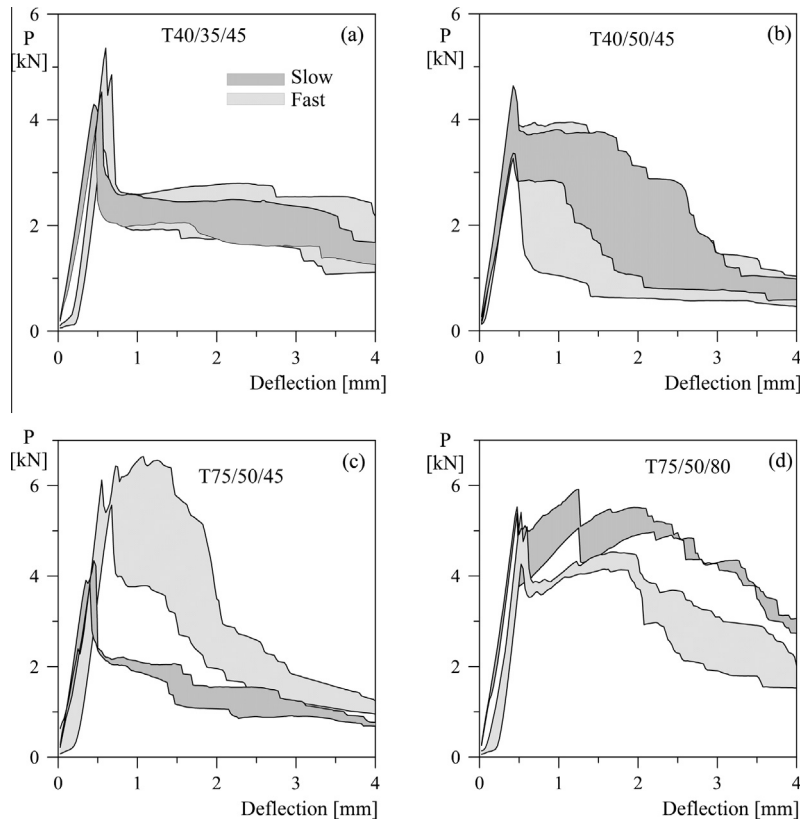 P
[kN]
6
4
2
0
T40/35/45
(a)
Slow
Fast
0 1 2 3 4
Deflection [mm]
P
[kN]
6
4
2
0
T40/50/45
(b)
0 1 2 3 4
Deflection [mm]
P
[kN]
6
4
2
0
T75/50/45
(c)
0 1 2 3 4
Deflection [mm]
P
[kN]
6
4
2
0
T75/50/80
(d)
0 1 2 3 4
Deflection [mm]